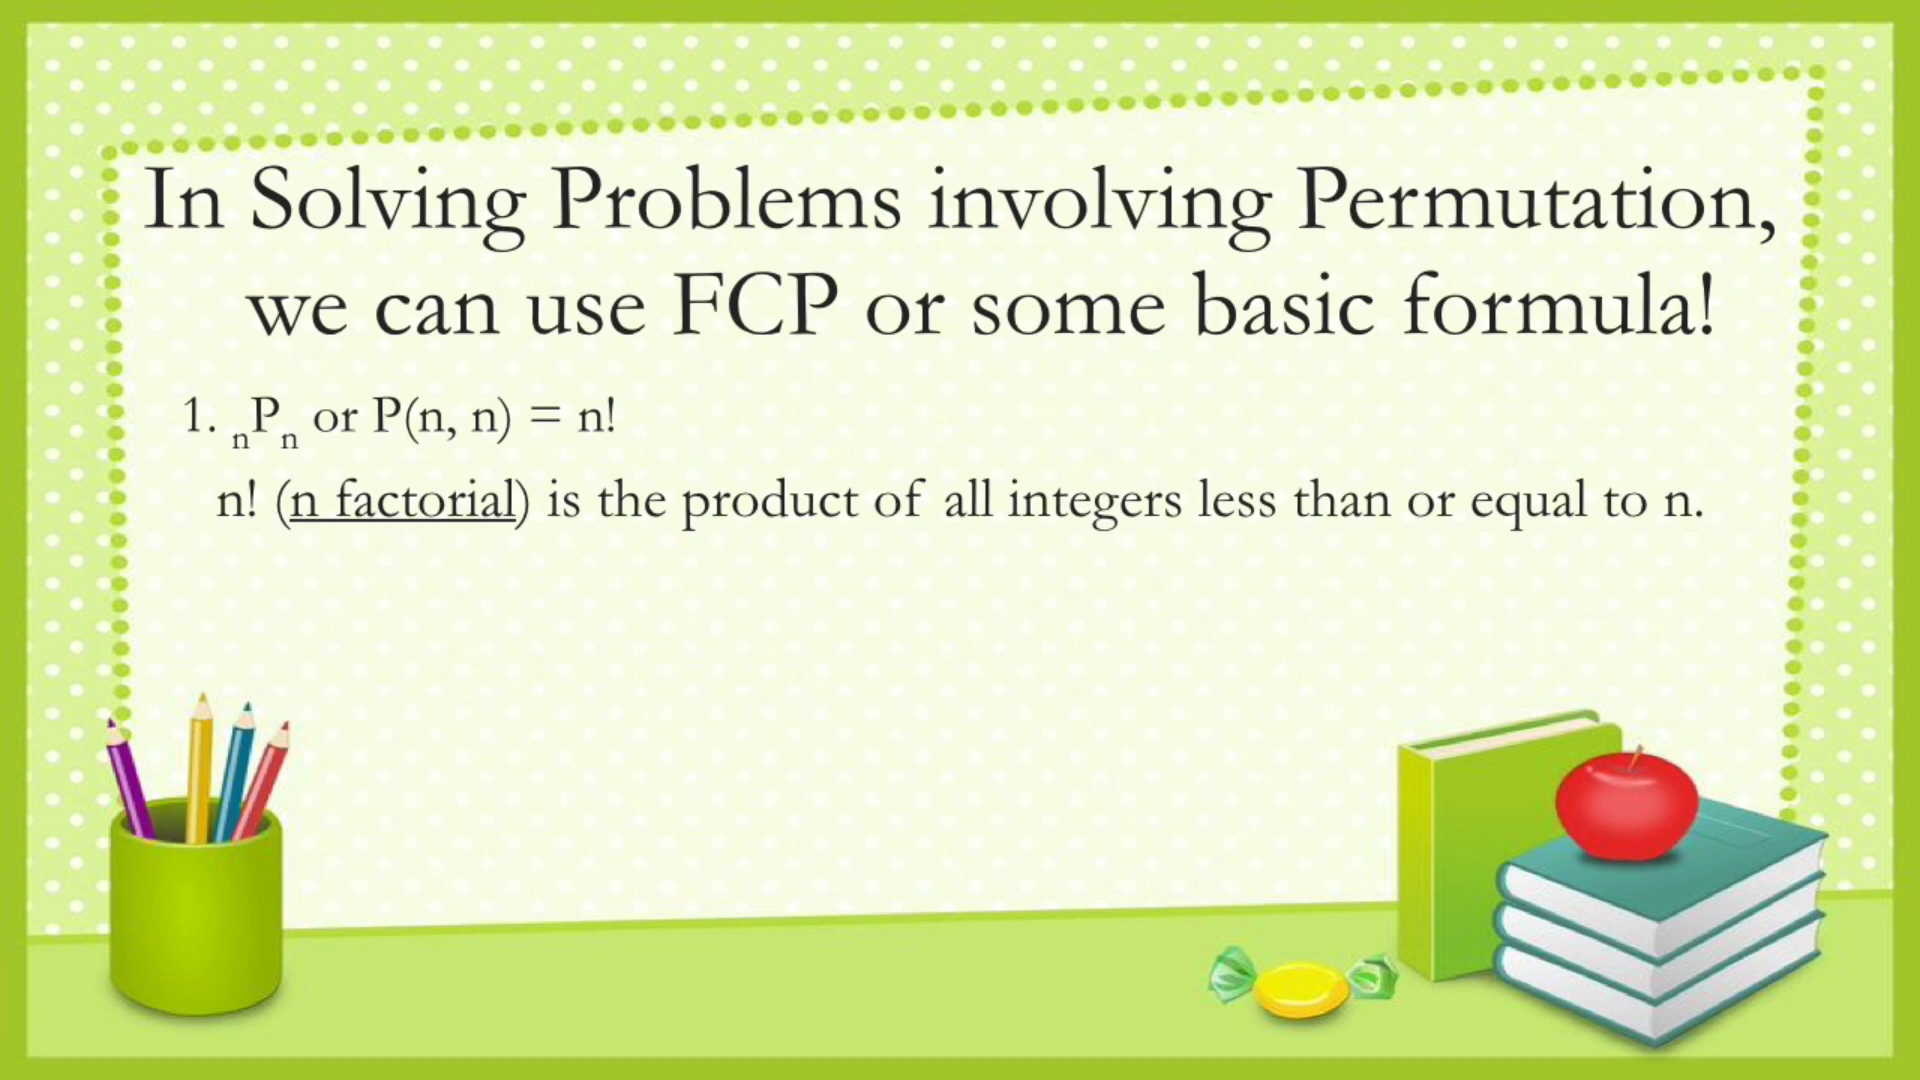 In Solving Problems involving Permutation,
we can use FCP or some basic formula!
1. nPn or P(n, n) = n!
n! (n factorial) is the product of all integers less than or equal to n.